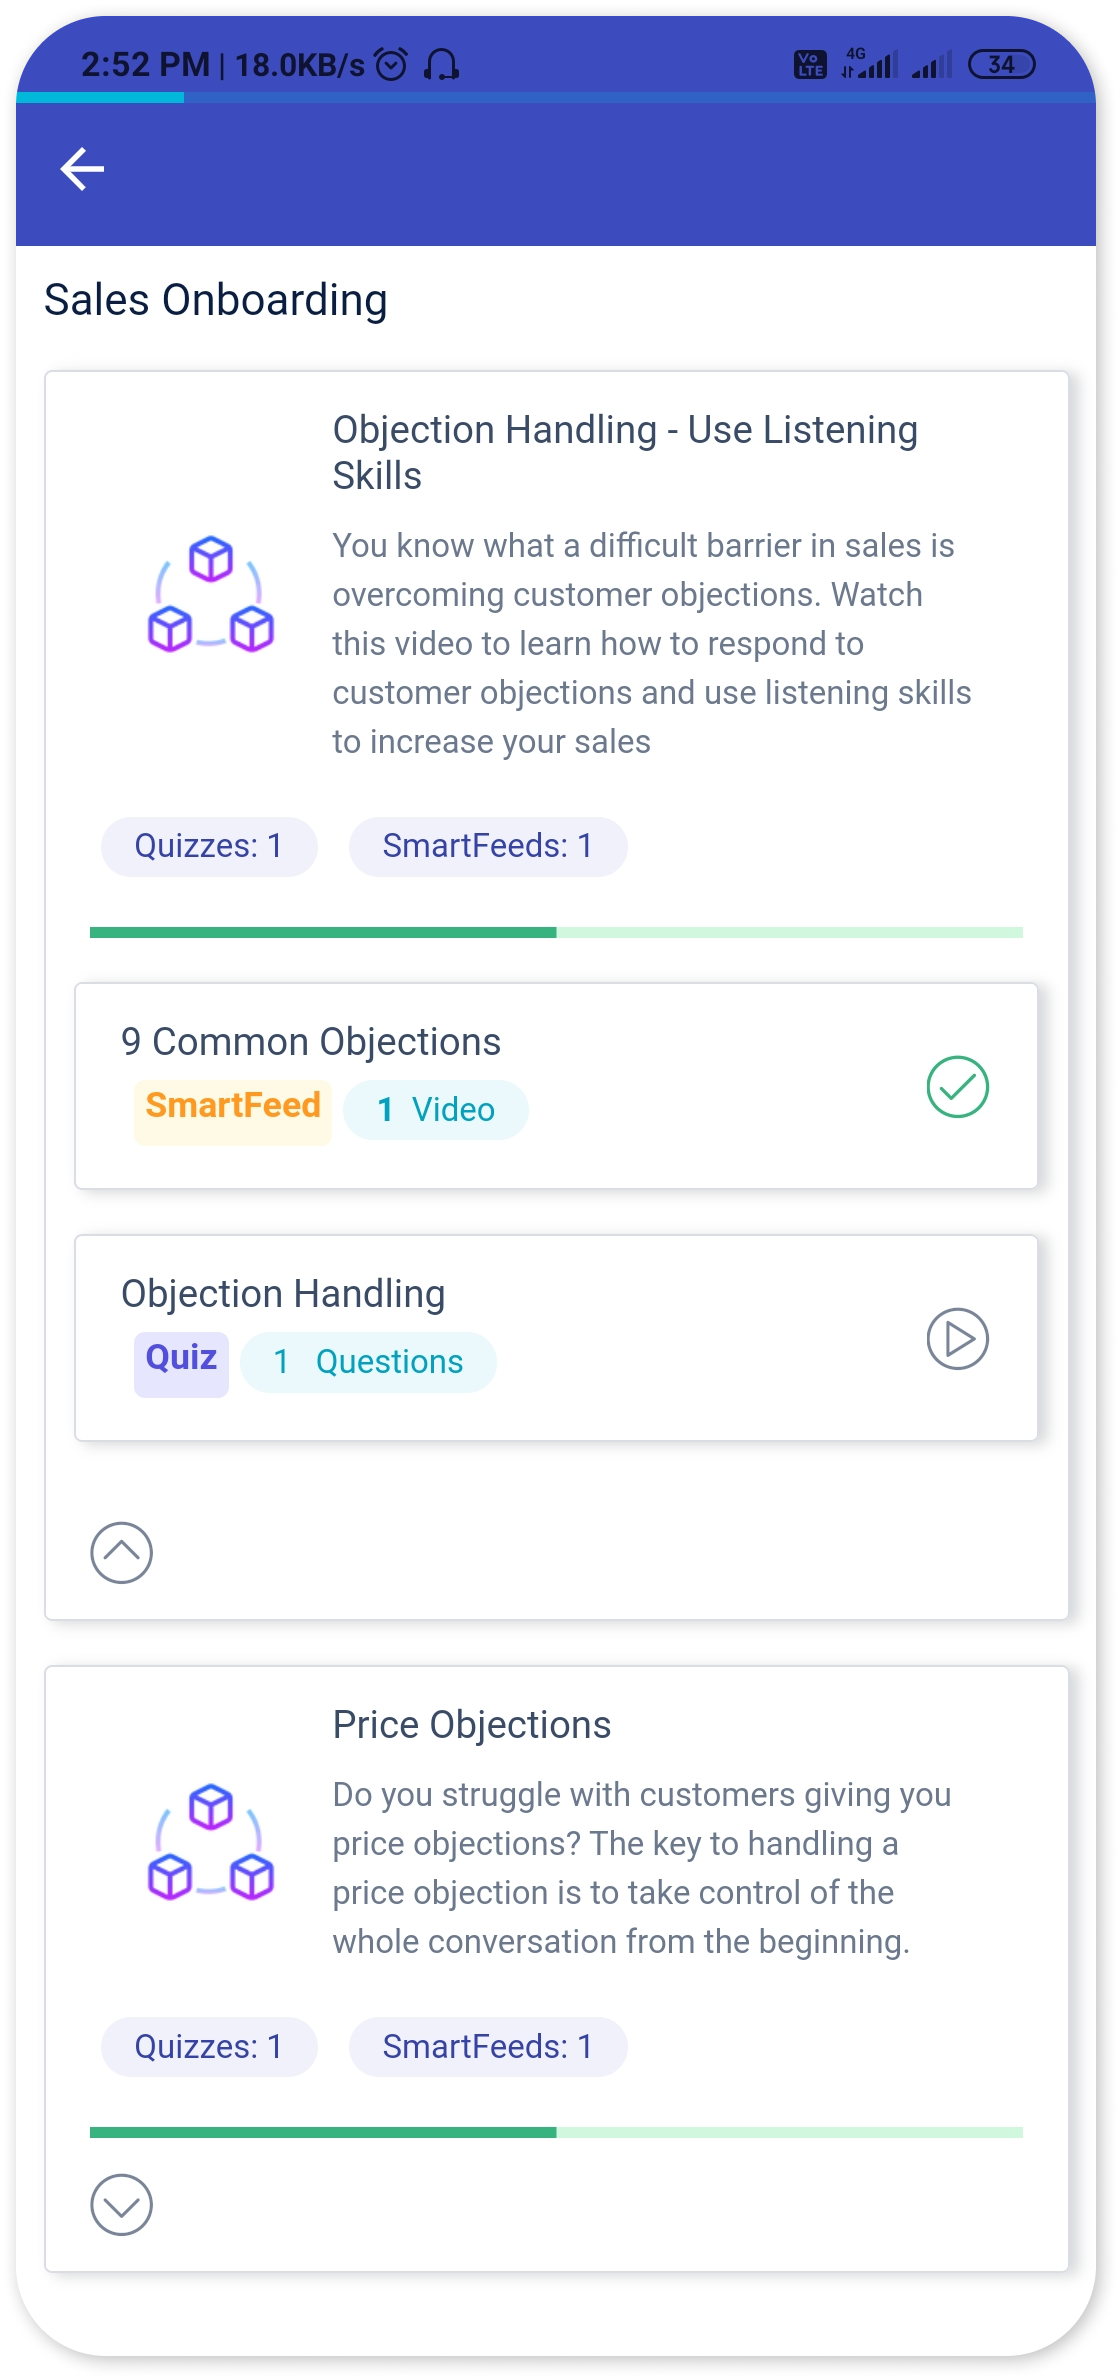 2:52 PM | 18.0KB/s
Vo LTE 4G 34
Sales Onboarding
Objection Handling - Use Listening
Skills
You know what a difficult barrier in sales is
overcoming customer objections. Watch
this video to learn how to respond to
customer objections and use listening skills
to increase your sales
Quizzes: 1 SmartFeeds: 1
9 Common Objections
SmartFeed 1 Video
Objection Handling
Quiz 1 Questions
Price Objections
Do you struggle with customers giving you
price objections? The key to handling a
price objection is to take control of the
whole conversation from the beginning.
Quizzes: 1 SmartFeeds: 1